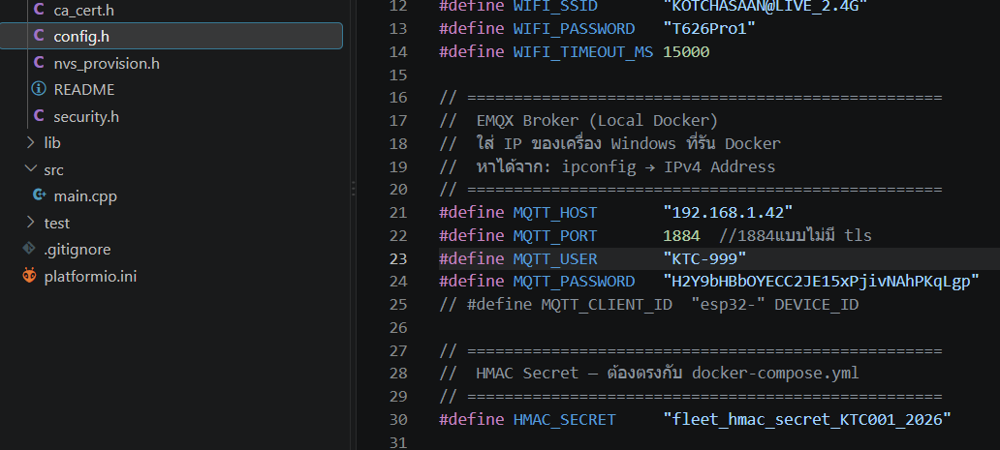 ca_cert.h
config.h
nvs_provision.h
README
security.h
lib
src
main.cpp
test
.gitignore
platformio.ini
12 #define WIFI_SSID "KOTCHASAAN@LIVE_2.4G"
13 #define WIFI_PASSWORD "T626Pro1"
14 #define WIFI_TIMEOUT_MS 15000
15
16 // ===================================================
17 // EMQX Broker (Local Docker)
18 // ใส่ IP ของเครื่อง Windows ที่รัน Docker
19 // หาได้จาก: ipconfig → IPv4 Address
20 // ===================================================
21 #define MQTT_HOST "192.168.1.42"
22 #define MQTT_PORT 1884 //1884แบบไม่มี tls
23 #define MQTT_USER "KTC-999"
24 #define MQTT_PASSWORD "H2Y9bHBbOYECC2JE15xPjivNAhPKqLgp"
25 // #define MQTT_CLIENT_ID "esp32-" DEVICE_ID
26
27 // ===================================================
28 // HMAC Secret — ต้องตรงกับ docker-compose.yml
29 // ===================================================
30 #define HMAC_SECRET "fleet_hmac_secret_KTC001_2026"
31